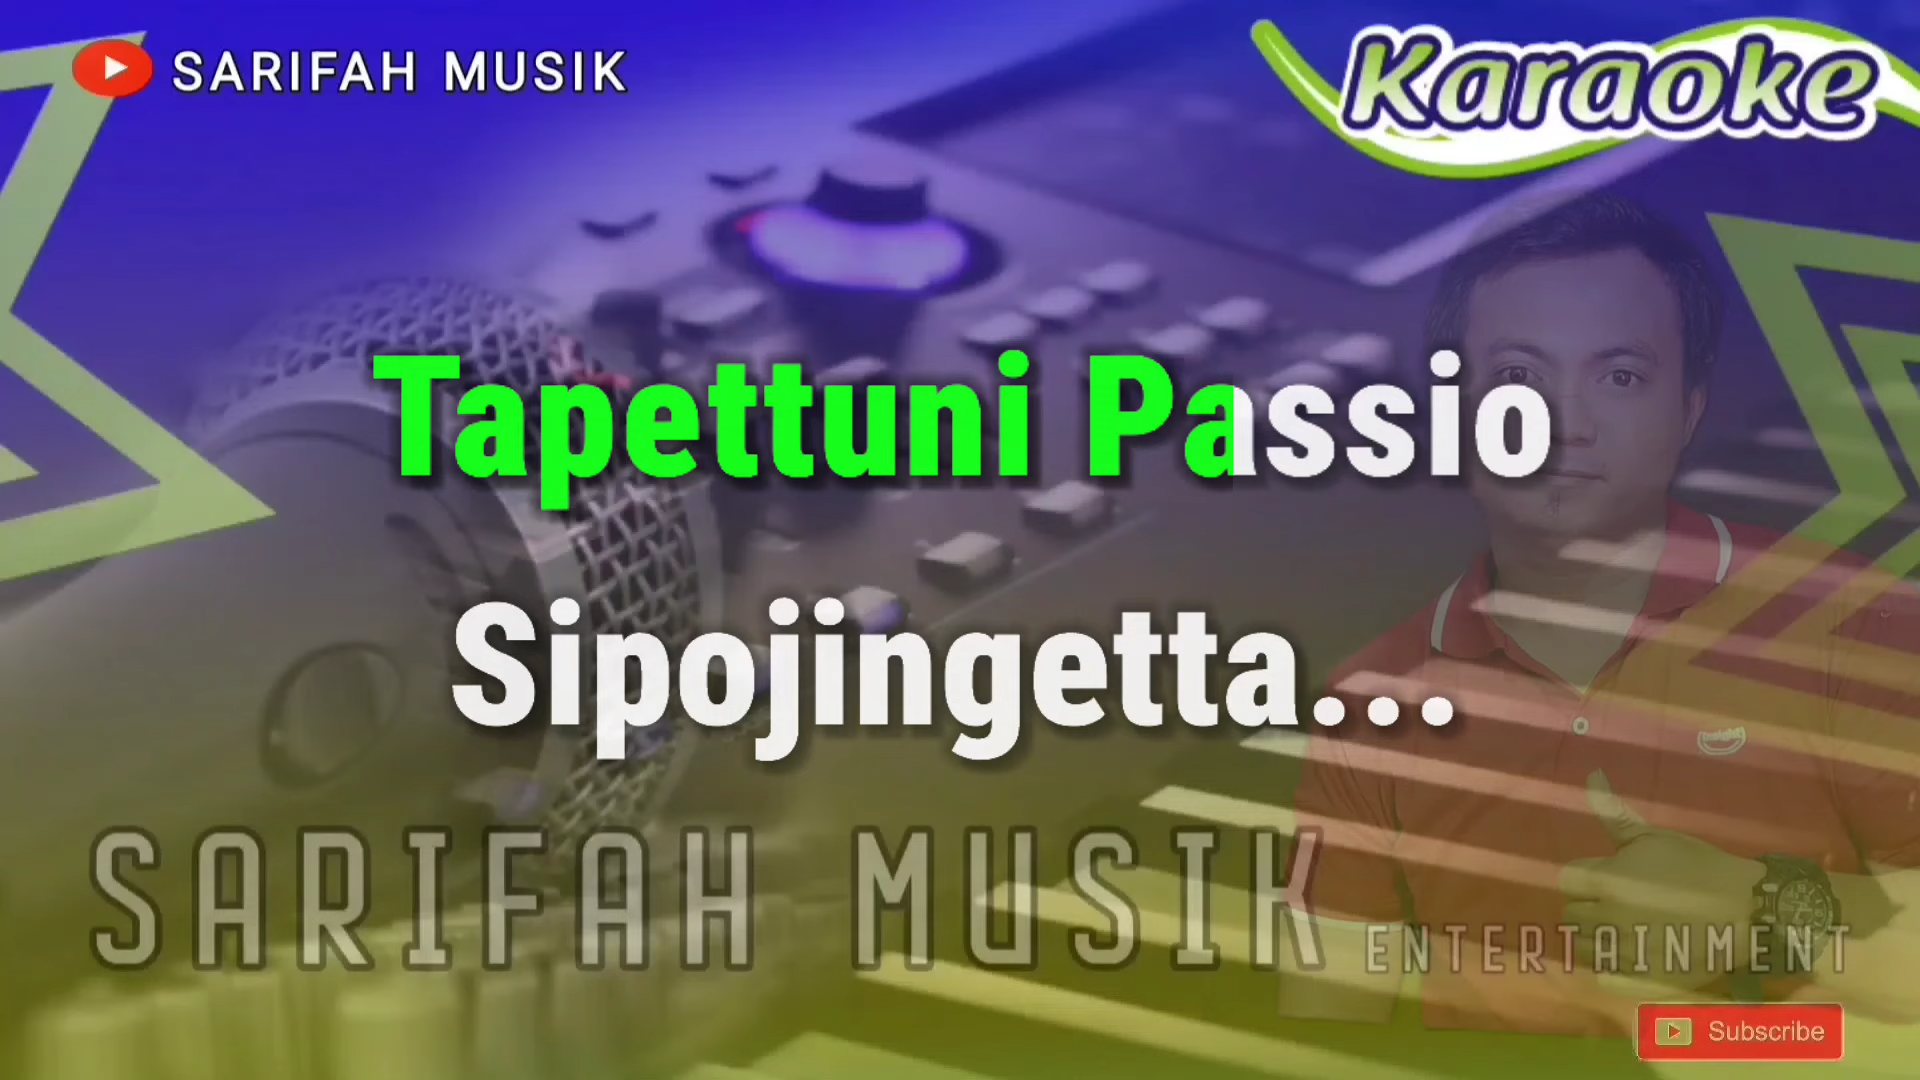 SARIFAH MUSIK
Karaoke
Tapettuni Passio
Sipojingetta...
SARIFAH MUSIK
ENTERTAINMENT
Subscribe